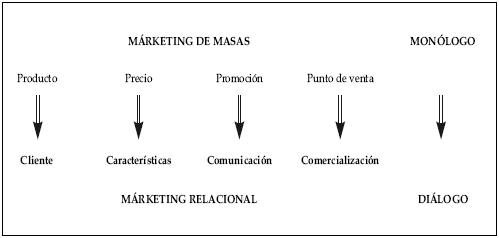 MÁRKETING DE MASAS MONÓLOGO
Producto Precio Promoción Punto de venta
Cliente Características Comunicación Comercialización
MÁRKETING RELACIONAL DIÁLOGO